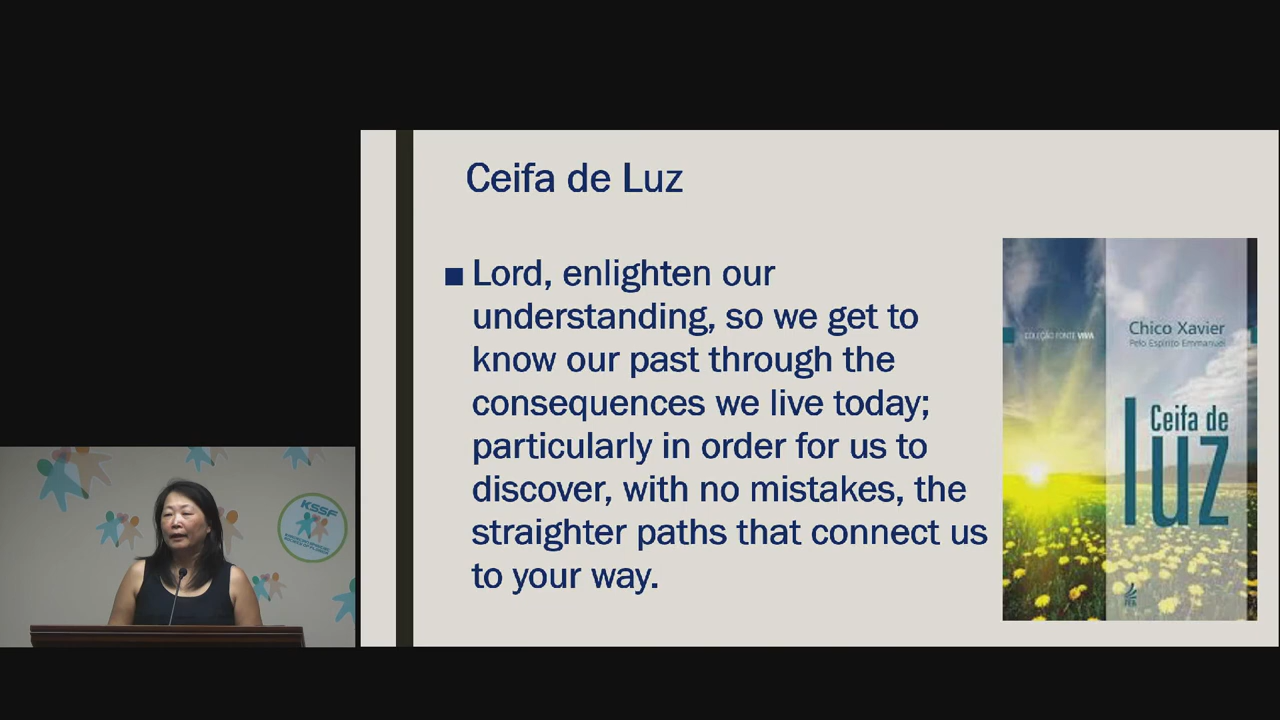 Ceifa de Luz
Lord, enlighten our
understanding, so we get to
know our past through the
consequences we live today;
particularly in order for us to
discover, with no mistakes, the
straighter paths that connect us
to your way.
COLEÇÃO FONTE VIVA
Chico Xavier
Pelo Espírito Emmanuel
Ceifa de
luz
FEB
KSSF